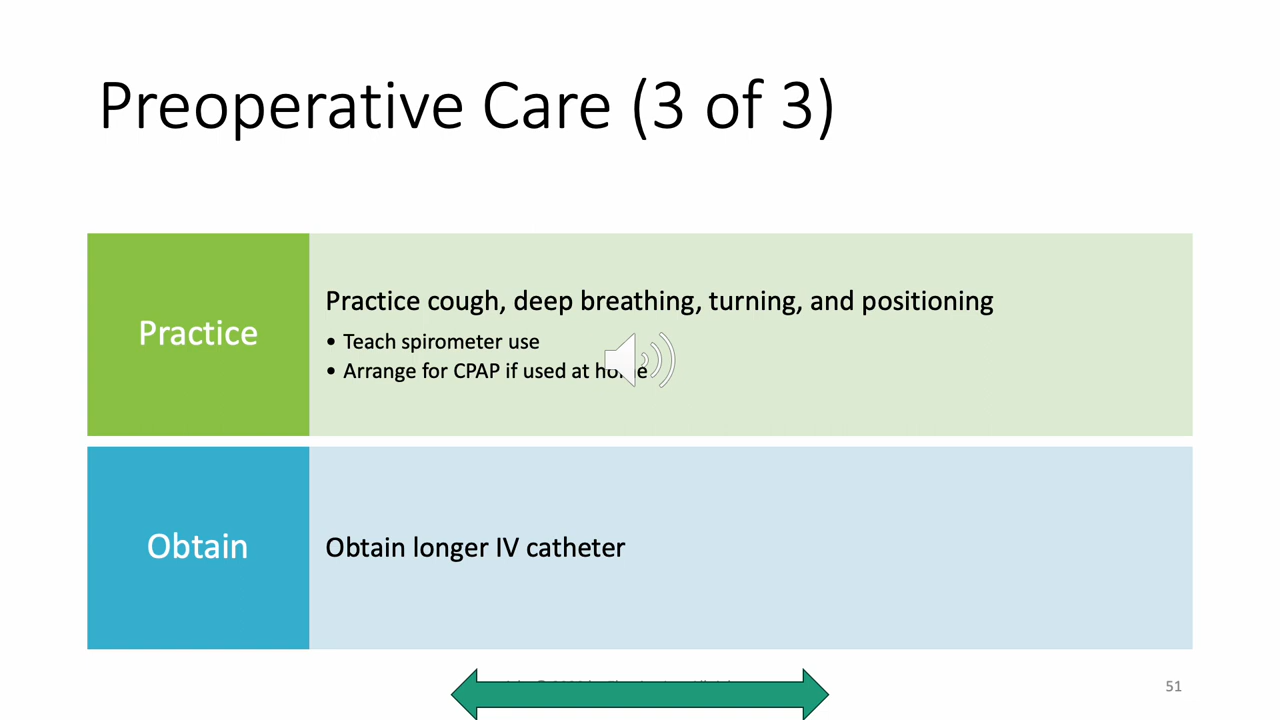 Preoperative Care (3 of 3)
Practice
Practice cough, deep breathing, turning, and positioning
• Teach spirometer use
• Arrange for CPAP if used at home
Obtain
Obtain longer IV catheter
51